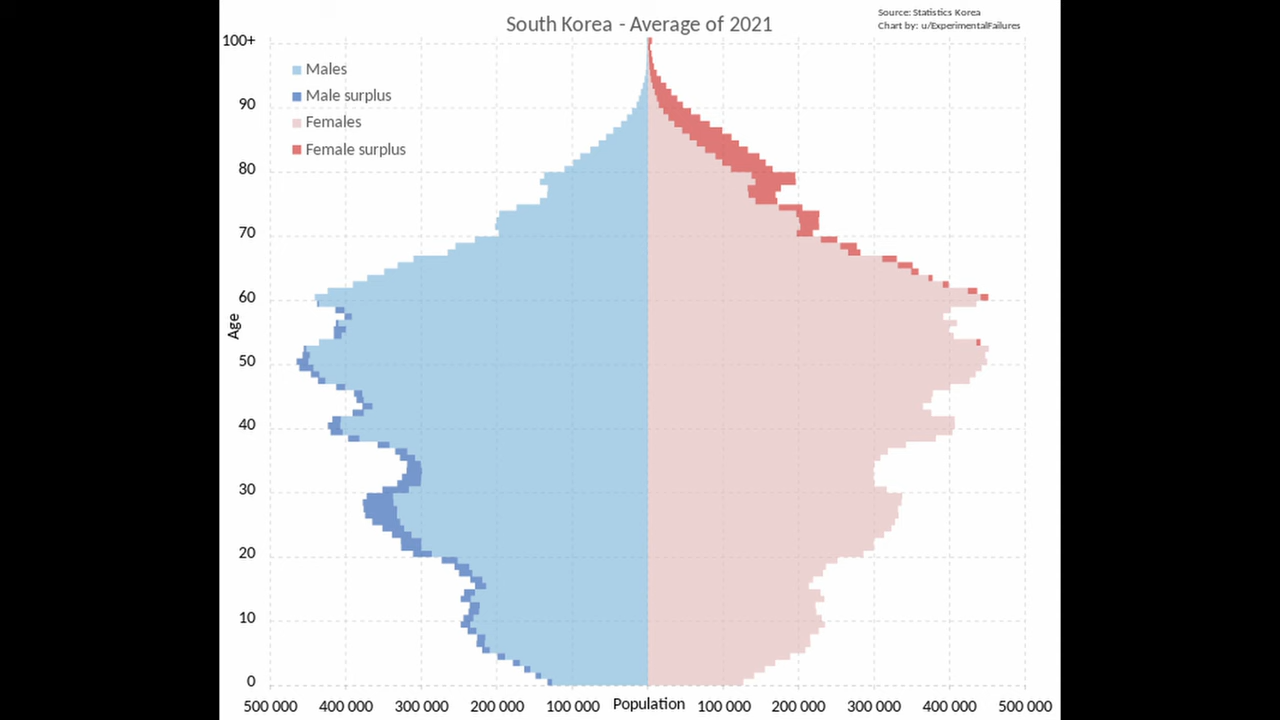 South Korea - Average of 2021
Source: Statistics Korea
Chart by: u/ExperimentalFailures
Males
Male surplus
Females
Female surplus
Age
100+
90
80
70
60
50
40
30
20
10
0
500 000 400 000 300 000 200 000 100 000 Population 100 000 200 000 300 000 400 000 500 000